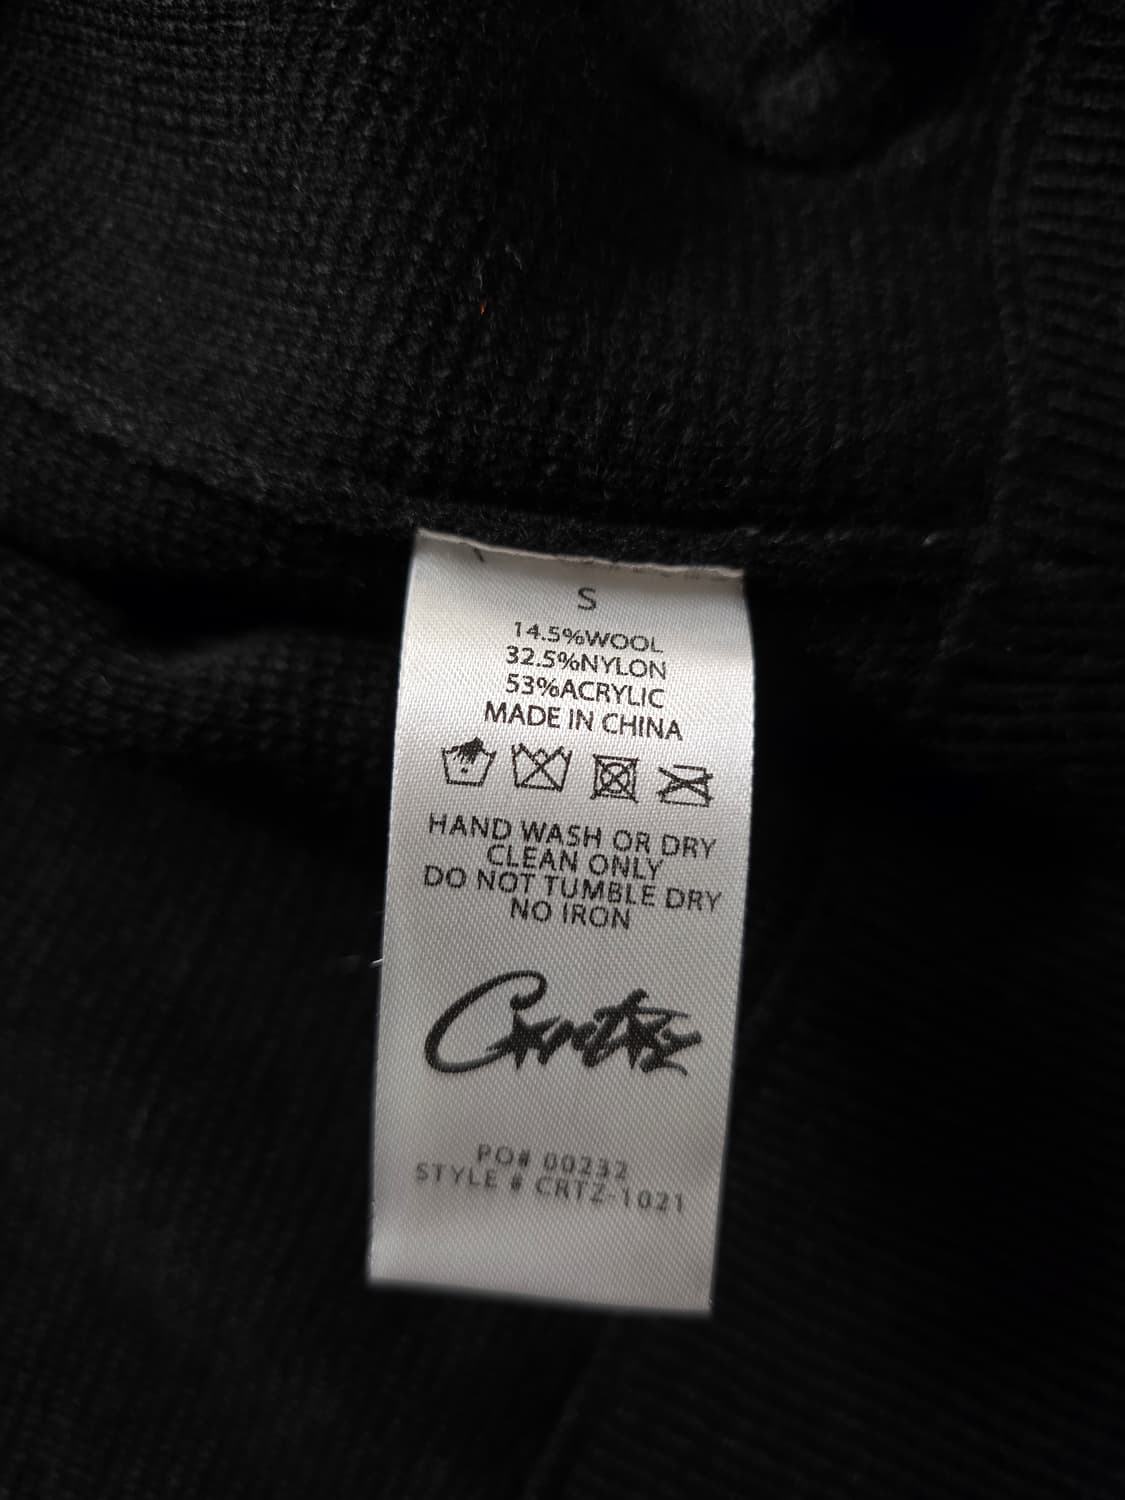 S
14.5%WOOL
32.5%NYLON
53%ACRYLIC
MADE IN CHINA
HAND WASH OR DRY
CLEAN ONLY
DO NOT TUMBLE DRY
NO IRON
Crtz
PO# 00232
STYLE # CRTZ-1021